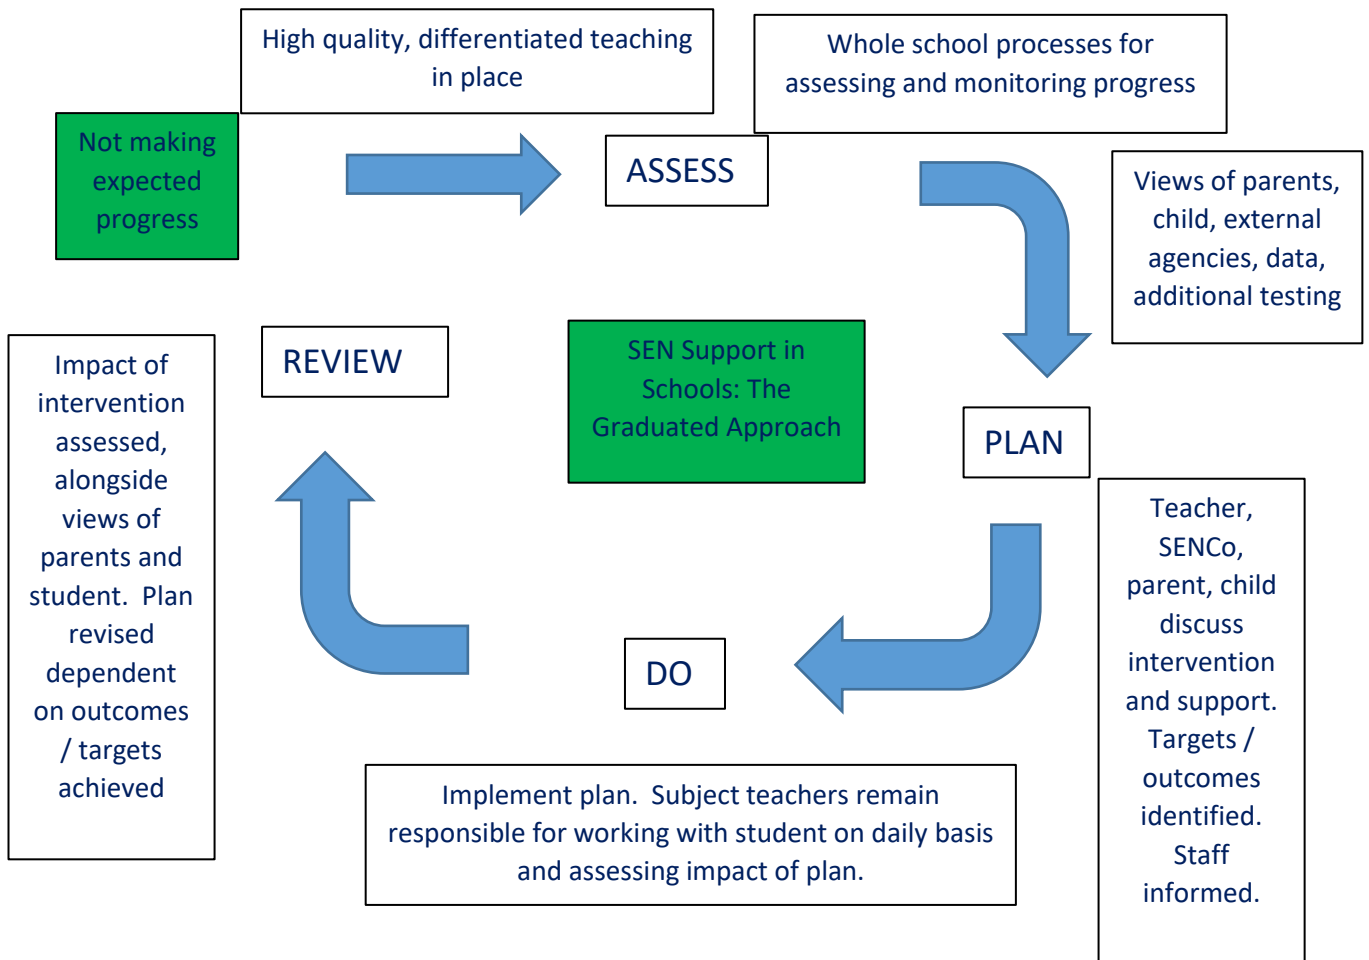 High quality, differentiated teaching
in place
Whole school processes for
assessing and monitoring progress
Not making
expected
progress
ASSESS
Views of parents,
child, external
agencies, data,
additional testing
SEN Support in
Schools: The
Graduated Approach
REVIEW
Impact of
intervention
assessed,
alongside
views of
parents and
student.  Plan
revised
dependent
on outcomes
/ targets
achieved
PLAN
Teacher,
SENCo,
parent, child
discuss
intervention
and support.
Targets /
outcomes
identified.
Staff
informed.
DO
Implement plan.  Subject teachers remain
responsible for working with student on daily basis
and assessing impact of plan.